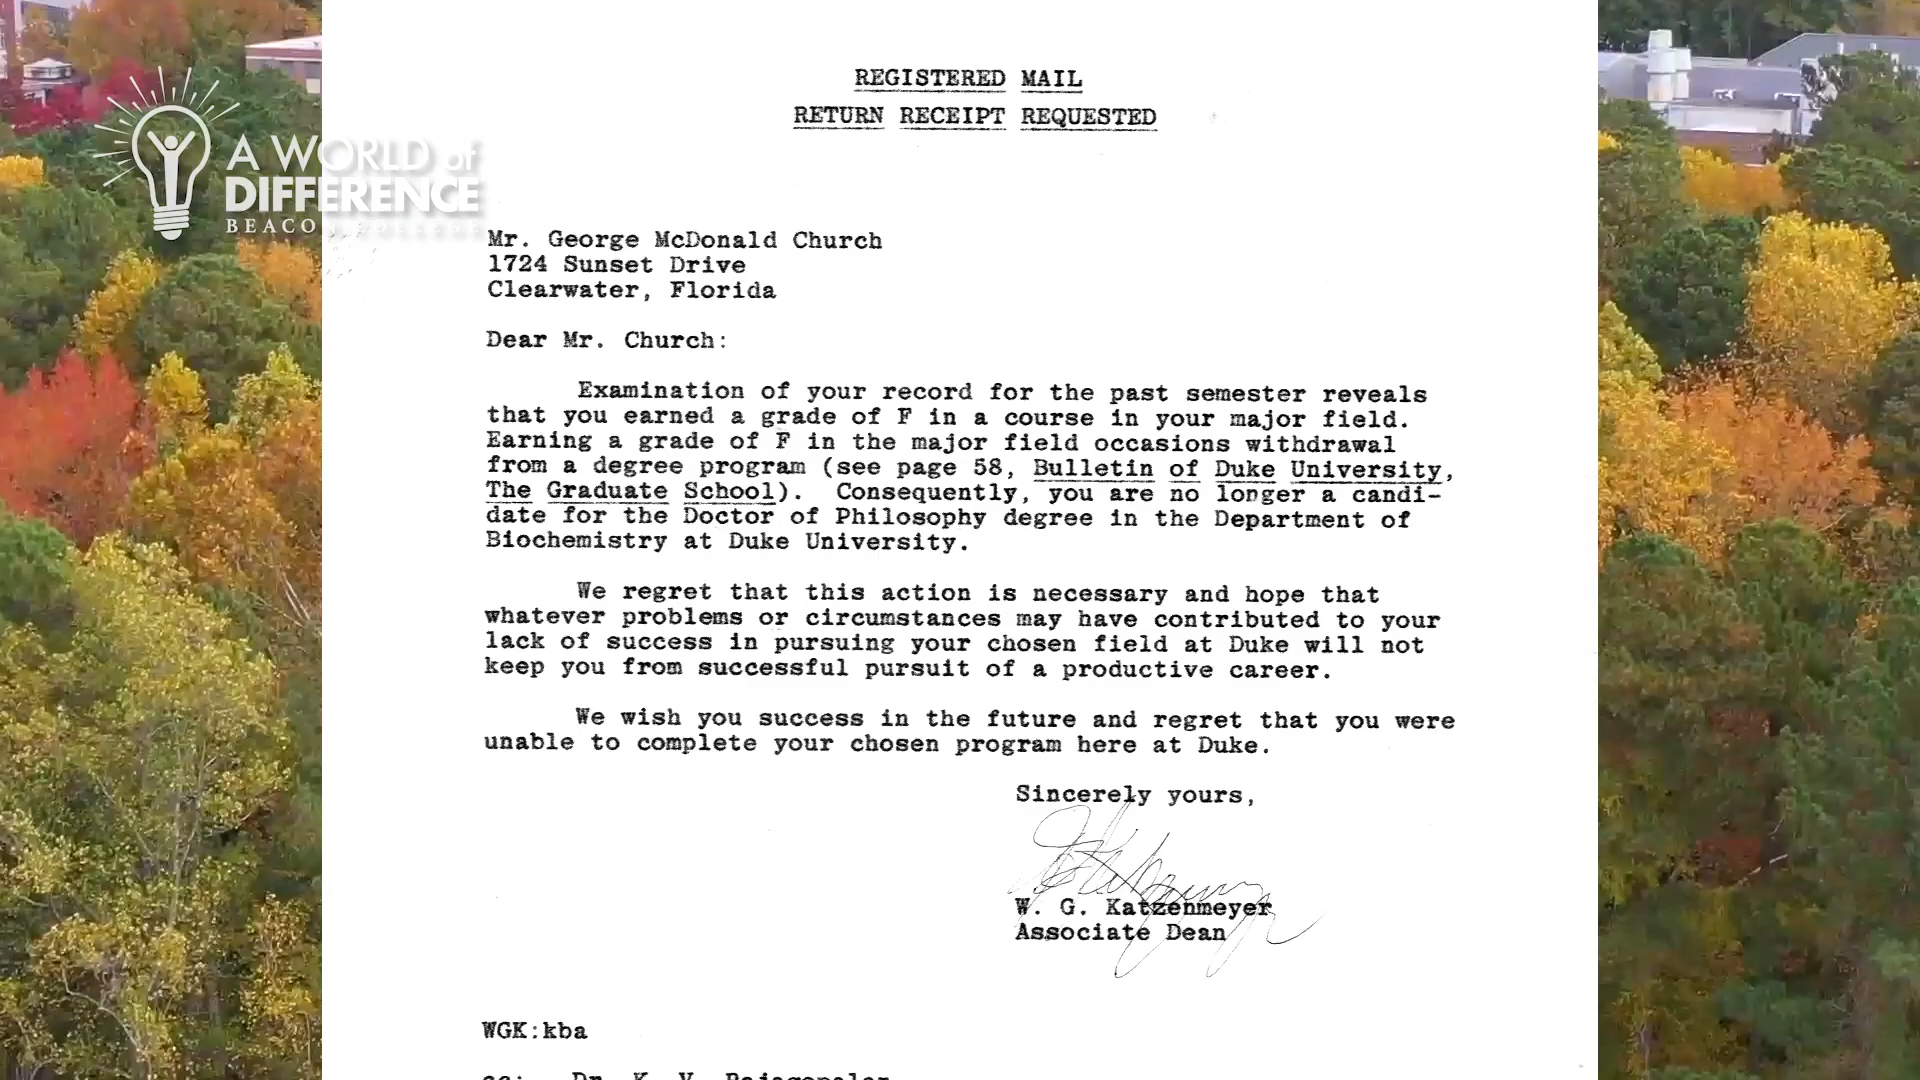 REGISTERED MAIL
RETURN RECEIPT REQUESTED
A WORLD of
DIFFERENCE
BEACON COLLEGE
Mr. George McDonald Church
1724 Sunset Drive
Clearwater, Florida
Dear Mr. Church:
Examination of your record for the past semester reveals
that you earned a grade of F in a course in your major field.
Earning a grade of F in the major field occasions withdrawal
from a degree program (see page 58, Bulletin of Duke University,
The Graduate School). Consequently, you are no longer a candi-
date for the Doctor of Philosophy degree in the Department of
Biochemistry at Duke University.
We regret that this action is necessary and hope that
whatever problems or circumstances may have contributed to your
lack of success in pursuing your chosen field at Duke will not
keep you from successful pursuit of a productive career.
We wish you success in the future and regret that you were
unable to complete your chosen program here at Duke.
Sincerely yours,
W. G. Katzenmeyer
Associate Dean
WGK:kba
cc: Dr. K. V. Rajagopalan